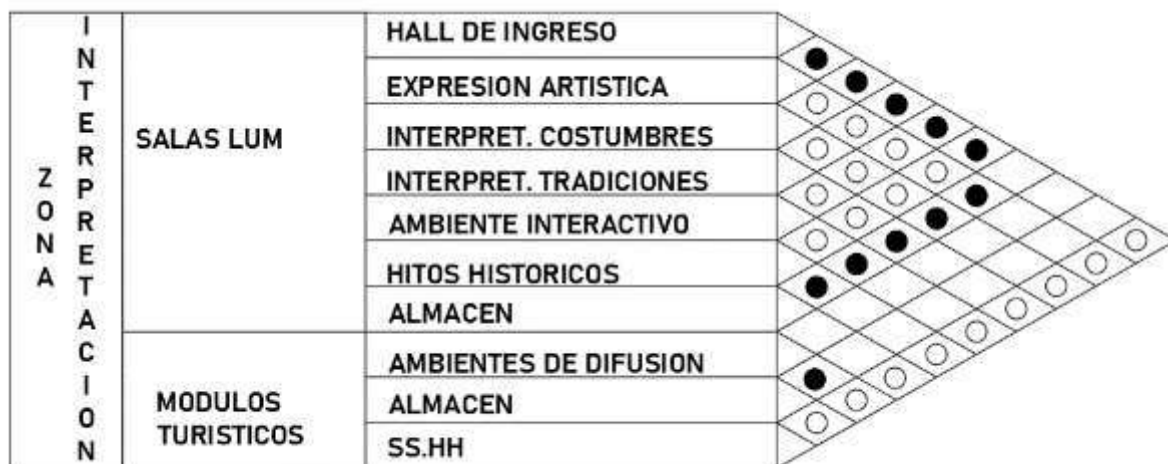 ZONA
INTERPRETACION
SALAS LUM
HALL DE INGRESO
EXPRESION ARTISTICA
INTERPRET. COSTUMBRES
INTERPRET. TRADICIONES
AMBIENTE INTERACTIVO
HITOS HISTORICOS
ALMACEN
MODULOS
TURISTICOS
AMBIENTES DE DIFUSION
ALMACEN
SS.HH